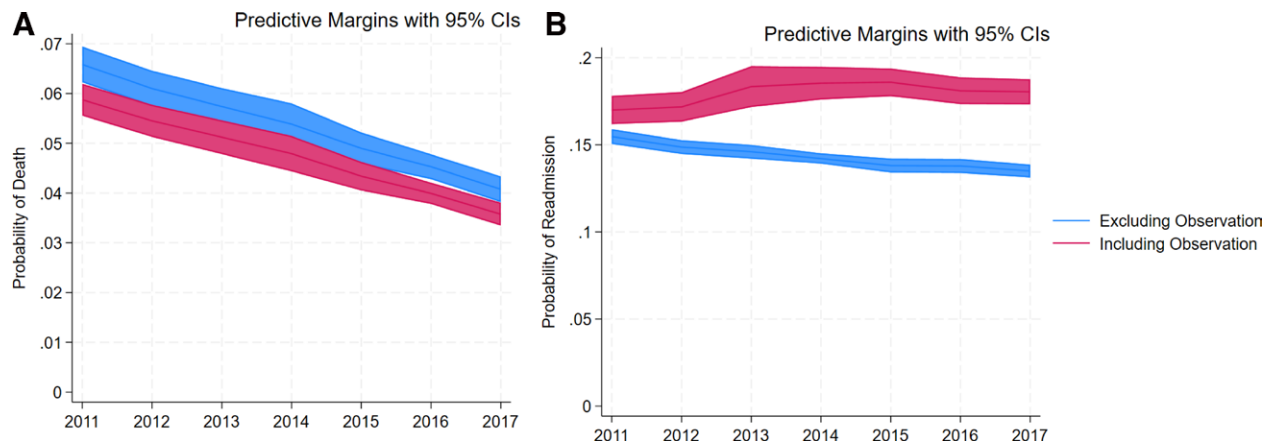 A
Predictive Margins with 95% CIs
.07
.06
.05
.04
.03
.02
.01
0
Probability of Death
2011 2012 2013 2014 2015 2016 2017
B
Predictive Margins with 95% CIs
.2
.15
.1
.05
0
Probability of Readmission
2011 2012 2013 2014 2015 2016 2017
Excluding Observation
Including Observation